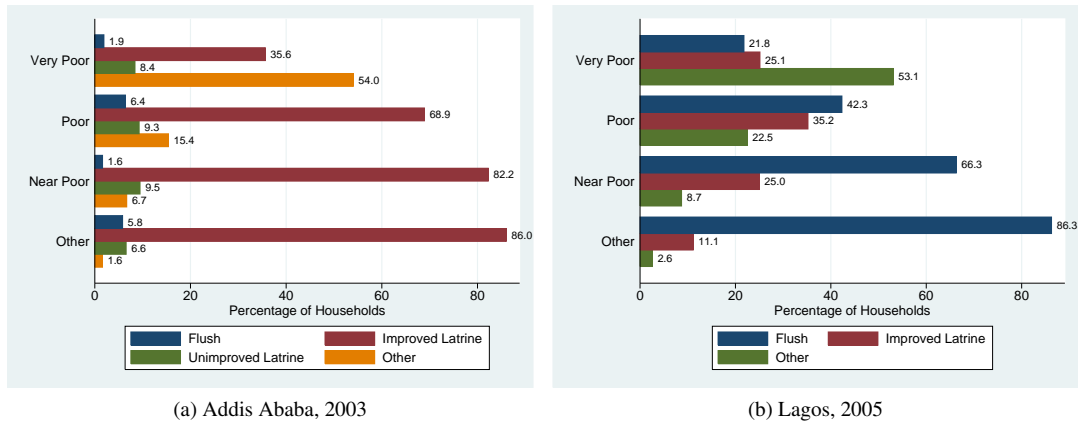 Very Poor
1.9
35.6
8.4
54.0
Poor
6.4
68.9
9.3
15.4
Near Poor
1.6
82.2
9.5
6.7
Other
5.8
86.0
6.6
1.6
0 20 40 60 80
Percentage of Households
Flush Improved Latrine
Unimproved Latrine Other
(a) Addis Ababa, 2003
Very Poor
21.8
25.1
53.1
Poor
42.3
35.2
22.5
Near Poor
66.3
25.0
8.7
Other
86.3
11.1
2.6
0 20 40 60 80
Percentage of Households
Flush Improved Latrine
Other
(b) Lagos, 2005